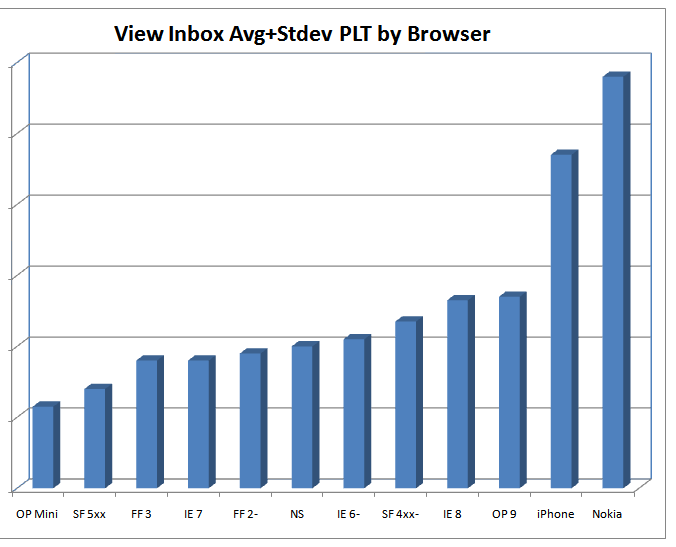 View Inbox Avg+Stdev PLT by Browser
OP Mini SF 5xx FF 3 IE 7 FF 2- NS IE 6- SF 4xx- IE 8 OP 9 iPhone Nokia